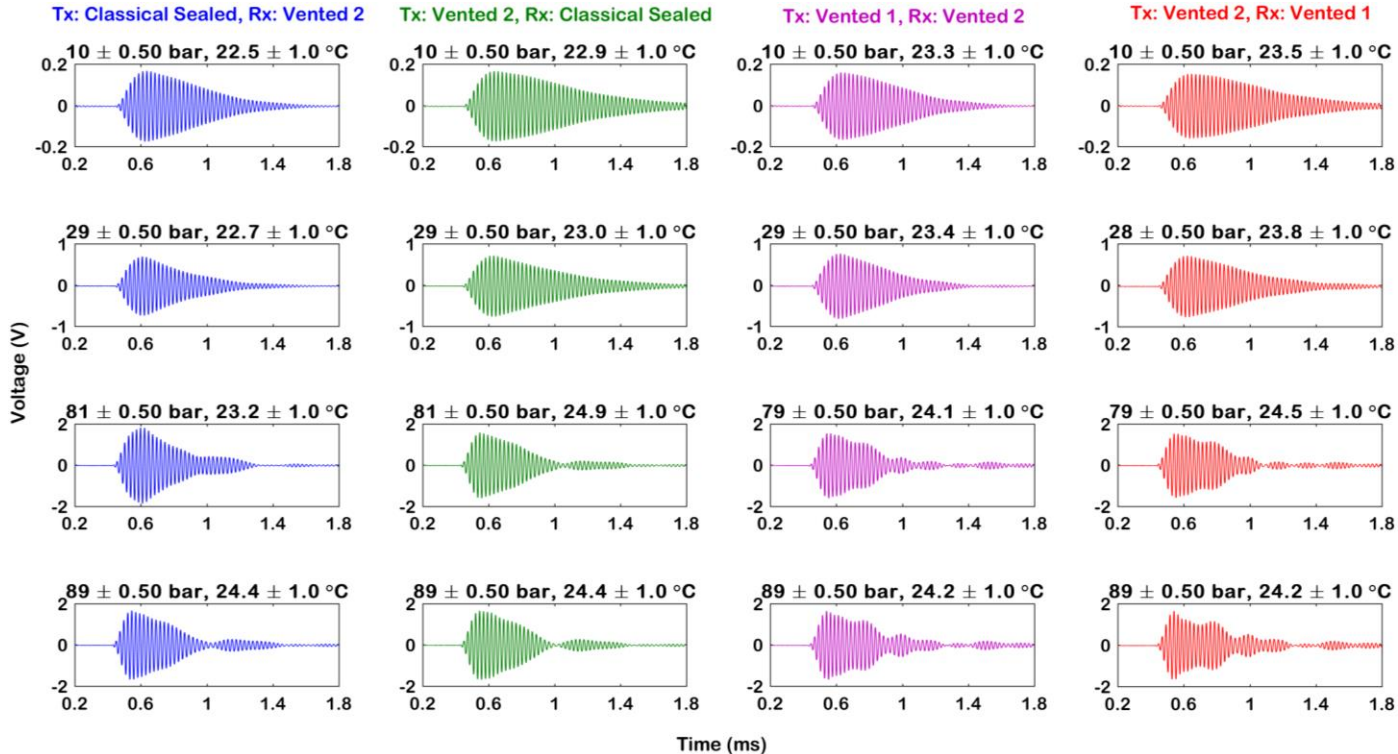 Tx: Classical Sealed, Rx: Vented 2
Tx: Vented 2, Rx: Classical Sealed
Tx: Vented 1, Rx: Vented 2
Tx: Vented 2, Rx: Vented 1
10 ± 0.50 bar, 22.5 ± 1.0 °C
10 ± 0.50 bar, 22.9 ± 1.0 °C
10 ± 0.50 bar, 23.3 ± 1.0 °C
10 ± 0.50 bar, 23.5 ± 1.0 °C
0.2
0
-0.2
0.2 0.6 1 1.4 1.8
0.2
0
-0.2
0.2 0.6 1 1.4 1.8
0.2
0
-0.2
0.2 0.6 1 1.4 1.8
0.2
0
-0.2
0.2 0.6 1 1.4 1.8
29 ± 0.50 bar, 22.7 ± 1.0 °C
29 ± 0.50 bar, 23.0 ± 1.0 °C
29 ± 0.50 bar, 23.4 ± 1.0 °C
28 ± 0.50 bar, 23.8 ± 1.0 °C
1
0
-1
0.2 0.6 1 1.4 1.8
1
0
-1
0.2 0.6 1 1.4 1.8
1
0
-1
0.2 0.6 1 1.4 1.8
1
0
-1
0.2 0.6 1 1.4 1.8
Voltage (V)
81 ± 0.50 bar, 23.2 ± 1.0 °C
81 ± 0.50 bar, 24.9 ± 1.0 °C
79 ± 0.50 bar, 24.1 ± 1.0 °C
79 ± 0.50 bar, 24.5 ± 1.0 °C
2
0
-2
0.2 0.6 1 1.4 1.8
2
0
-2
0.2 0.6 1 1.4 1.8
2
0
-2
0.2 0.6 1 1.4 1.8
2
0
-2
0.2 0.6 1 1.4 1.8
89 ± 0.50 bar, 24.4 ± 1.0 °C
89 ± 0.50 bar, 24.4 ± 1.0 °C
89 ± 0.50 bar, 24.2 ± 1.0 °C
89 ± 0.50 bar, 24.2 ± 1.0 °C
2
0
-2
0.2 0.6 1 1.4 1.8
2
0
-2
0.2 0.6 1 1.4 1.8
2
0
-2
0.2 0.6 1 1.4 1.8
2
0
-2
0.2 0.6 1 1.4 1.8
Time (ms)